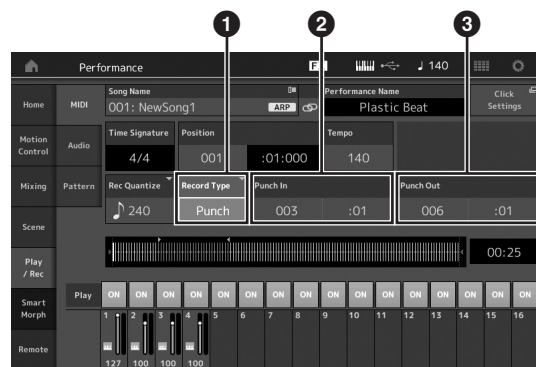 1 2 3
Performance 140
Song Name
001: NewSong1 ARP
Performance Name
Plastic Beat
Click
Settings
Home MIDI
Time Signature Position Tempo
4/4 001 :01:000 140
Motion
Control
Audio
Rec Quantize Record Type Punch In Punch Out
240 Punch 003 :01 006 :01
Mixing Pattern
Scene
00:25
Play
/ Rec
Play ON ON ON ON ON ON ON ON ON ON ON ON ON ON ON ON
Smart
Morph
1 2 3 4 5 6 7 8 9 10 11 12 13 14 15 16
Remote
127 100 100 100